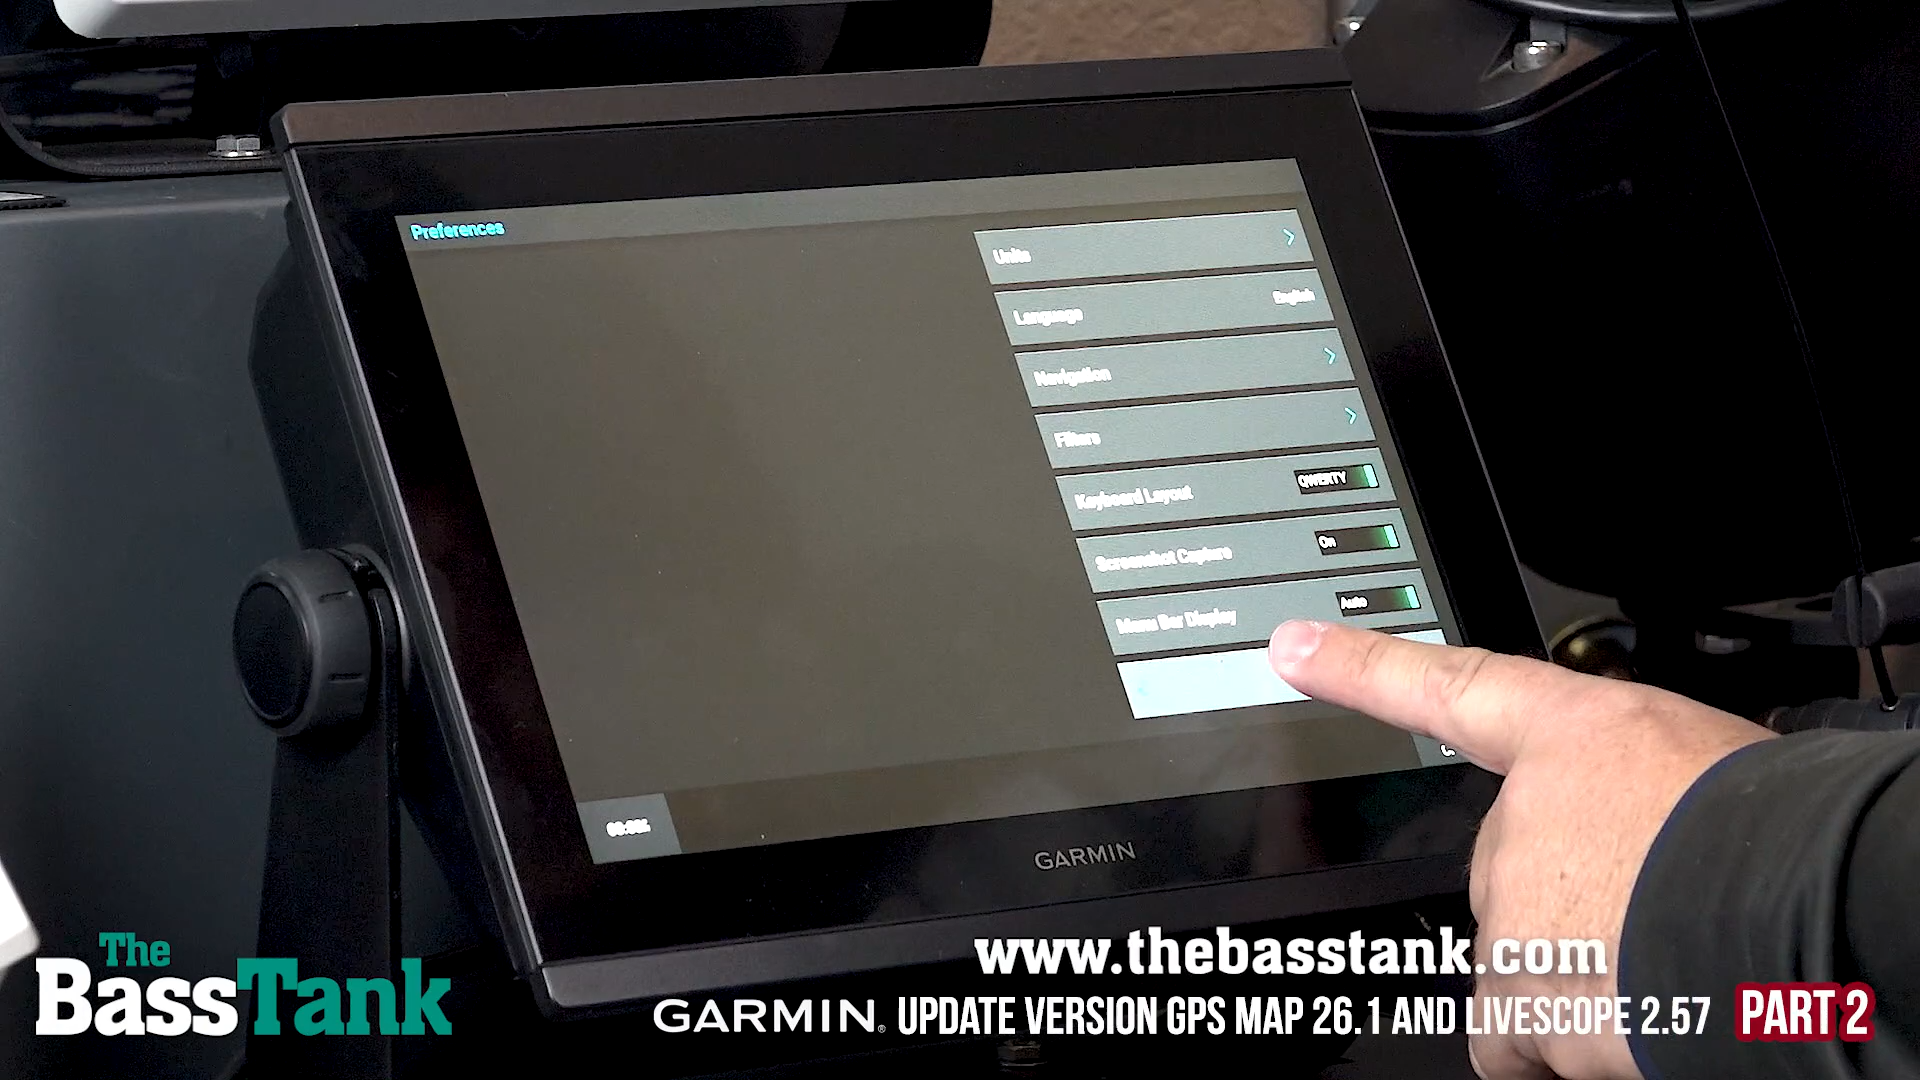 Preferences
Units
Language
English
Navigation
Filters
Keyboard Layout
QWERTY
Screenshot Capture
On
Menu Bar Display
Auto
GARMIN
The
BassTank
www.thebasstank.com
GARMIN. UPDATE VERSION GPS MAP 26.1 AND LIVESCOPE 2.57 PART 2